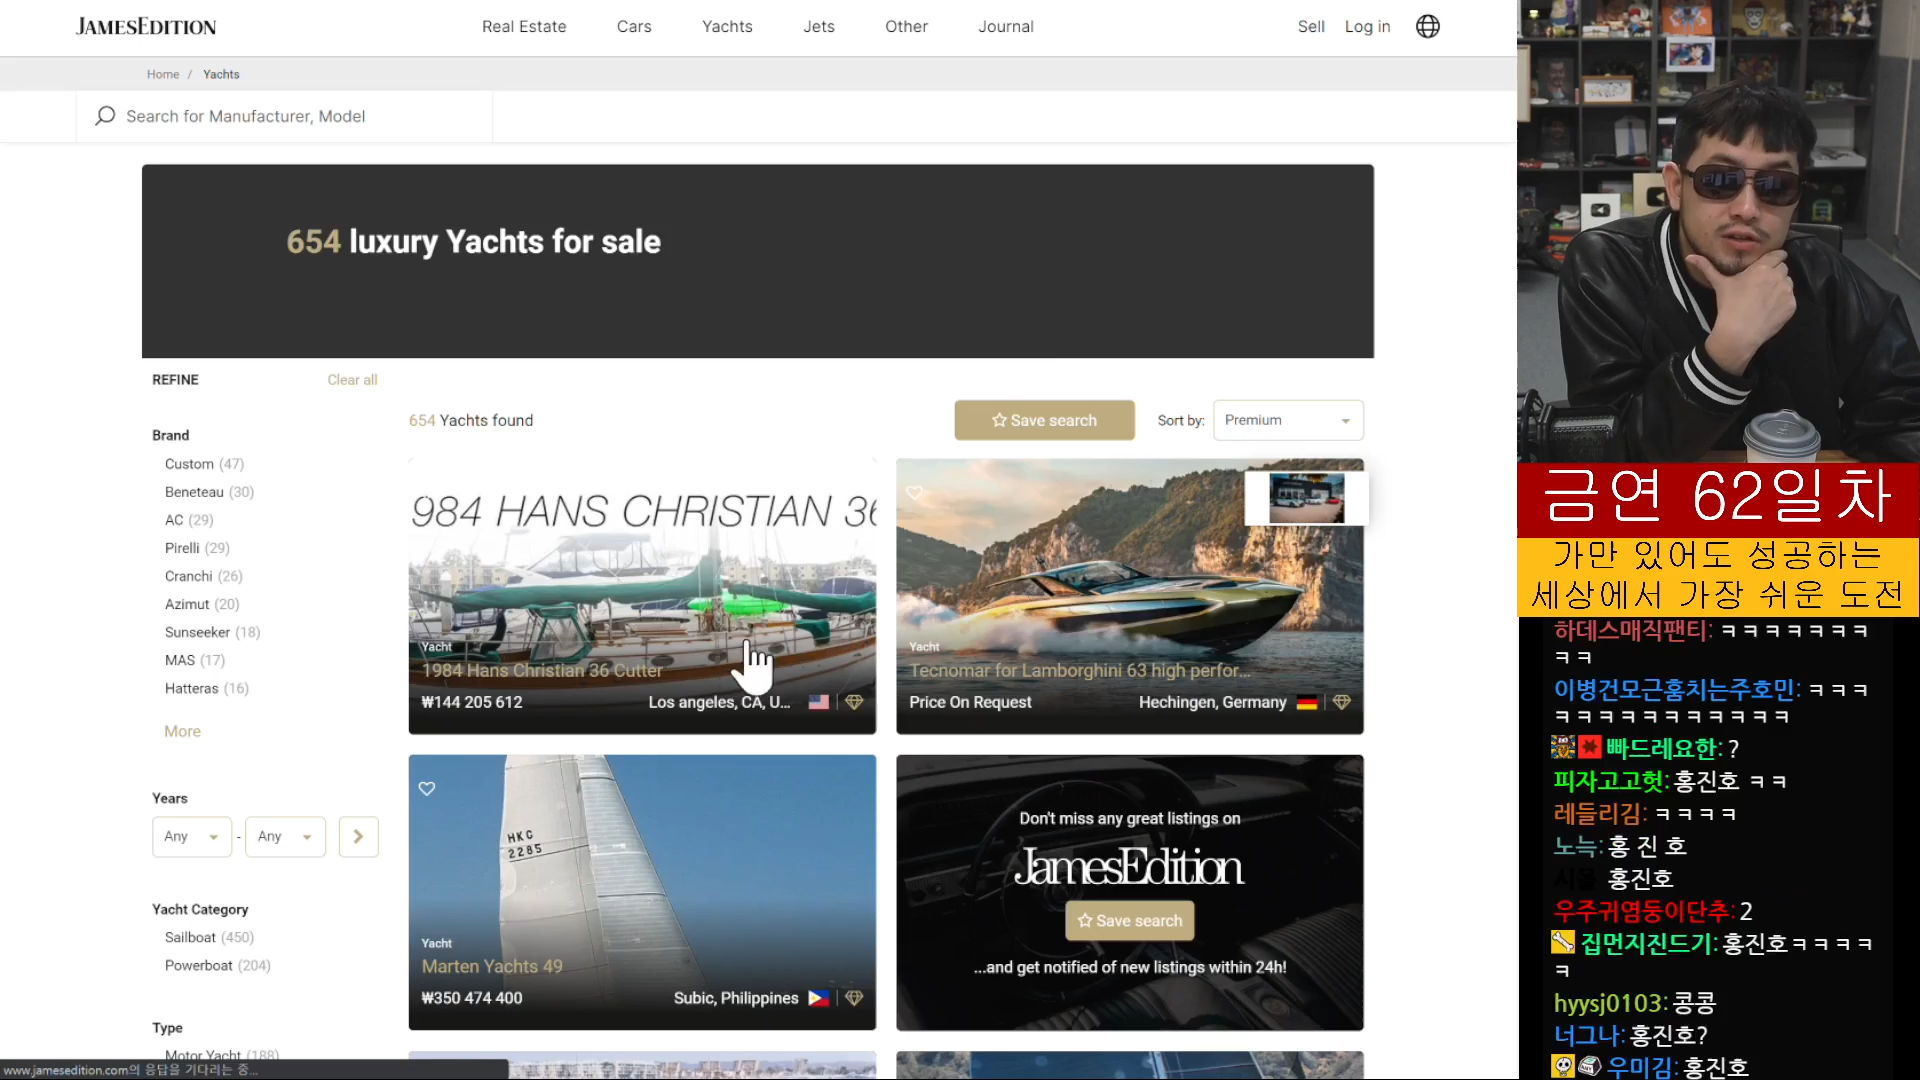 JAMESEDITION
Real Estate
Cars
Yachts
Jets
Other
Journal
Sell
Log in
Home / Yachts
Search for Manufacturer, Model
654 luxury Yachts for sale
REFINE
Clear all
654 Yachts found
Save search
Sort by:
Premium
Brand
Custom (47)
Beneteau (30)
AC (29)
Pirelli (29)
Cranchi (26)
Azimut (20)
Sunseeker (18)
MAS (17)
Hatteras (16)
More
Years
Any - Any
Yacht Category
Sailboat (450)
Powerboat (204)
Type
Motor Yacht (188)
984 HANS CHRISTIAN 36
Yacht
1984 Hans Christian 36 Cutter
₩144 205 612
Los angeles, CA, U...
Yacht
Tecnomar for Lamborghini 63 high perfor...
Price On Request
Hechingen, Germany
HKG
2285
Yacht
Marten Yachts 49
₩350 474 400
Subic, Philippines
Don't miss any great listings on
JamesEdition
Save search
...and get notified of new listings within 24h!
www.jamesedition.com의 응답을 기다리는 중...
금연 62일차
가만 있어도 성공하는
세상에서 가장 쉬운 도전
하데스매직팬티: ㅋㅋㅋㅋㅋㅋㅋ
ㅋㅋ
이병건모근훔치는주호민: ㅋㅋㅋ
ㅋㅋㅋㅋㅋㅋㅋㅋㅋㅋㅋ
빠드레요한: ?
피자고고헛: 홍진호 ㅋㅋ
레들리김: ㅋㅋㅋㅋ
노늑: 홍 진 호
홍진호
우주귀염둥이단추: 2
집먼지진드기: 홍진호ㅋㅋㅋㅋ
ㅋ
hyysj0103: 콩콩
너그나: 홍진호?
우미김: 홍진호